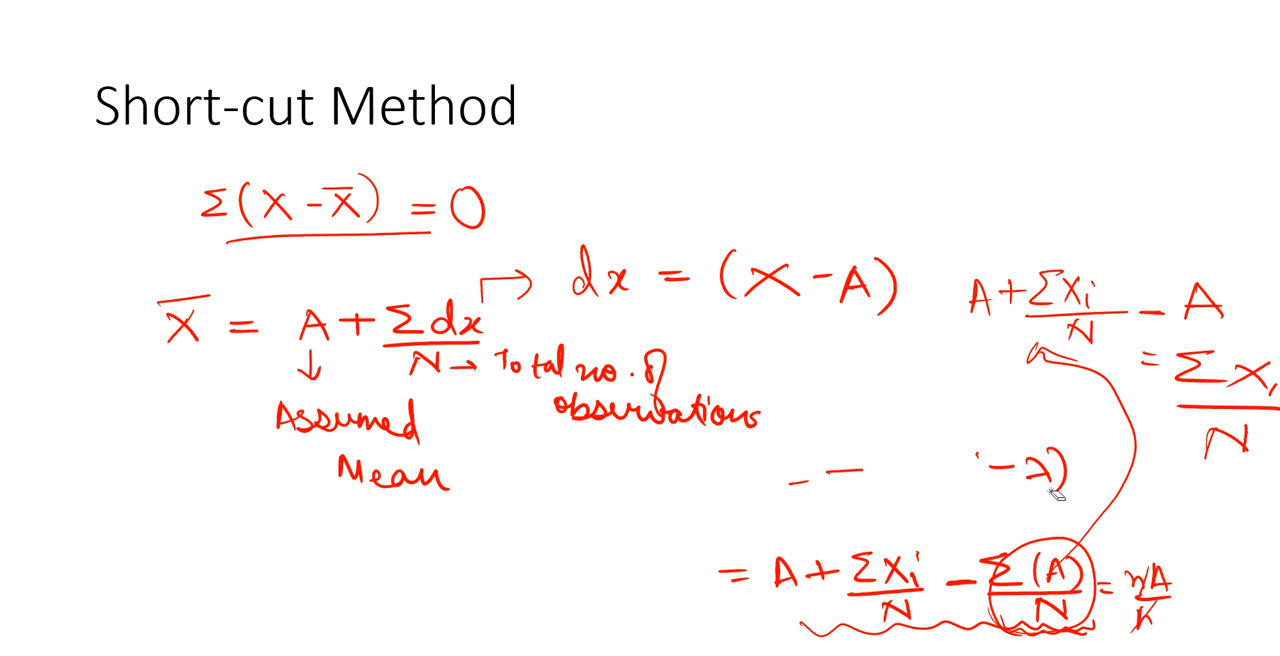 Short-cut Method
Σ(X - X̅) = 0
dx = (X - A)
X̅ = A + Σdx/N
→ Total no. of observations
↓
Assumed
Mean
A + ΣXi/N - A
= ΣXi/N
- A)
= A + ΣXi/N - Σ(A)/N = NA/N